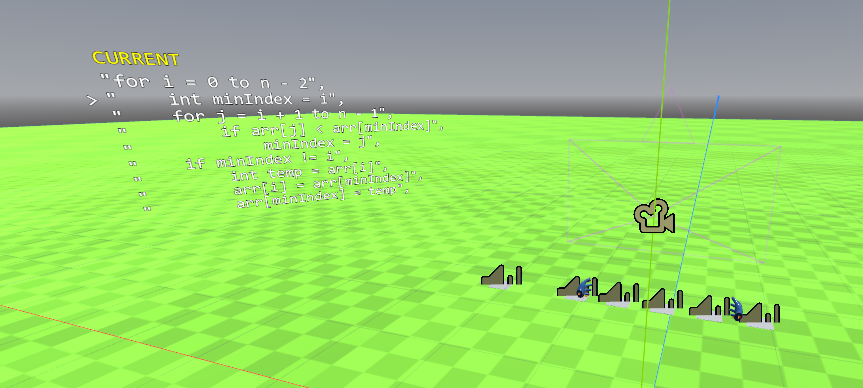 CURRENT
"for i = 0 to n - 2",
> "     int minIndex = i",
"     for j = i + 1 to n - 1",
"          if arr[j] < arr[minIndex]",
"               minIndex = j",
"     if minIndex != i",
"          int temp = arr[i]",
"          arr[i] = arr[minIndex]",
"          arr[minIndex] = temp",